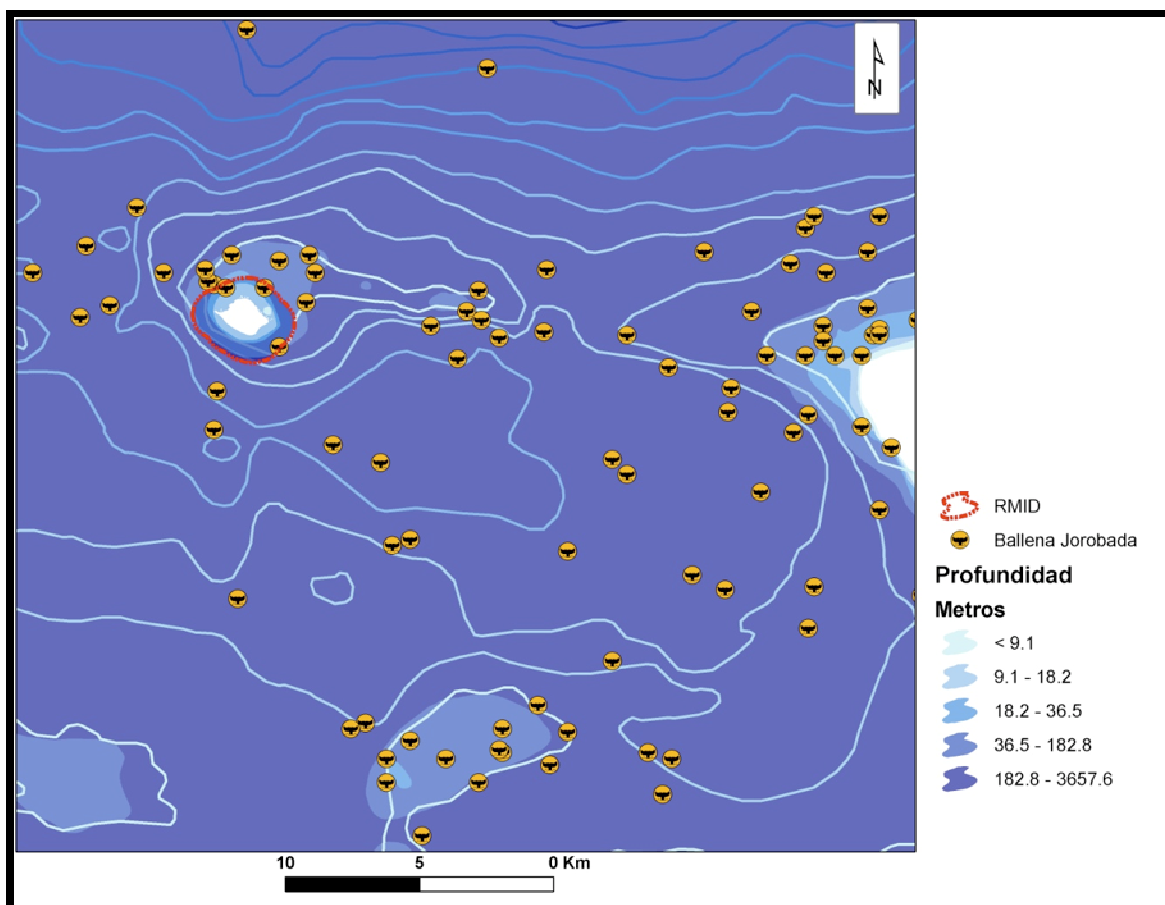 N
RMID
Ballena Jorobada
Profundidad
Metros
< 9.1
9.1 - 18.2
18.2 - 36.5
36.5 - 182.8
182.8 - 3657.6
10 5 0 Km